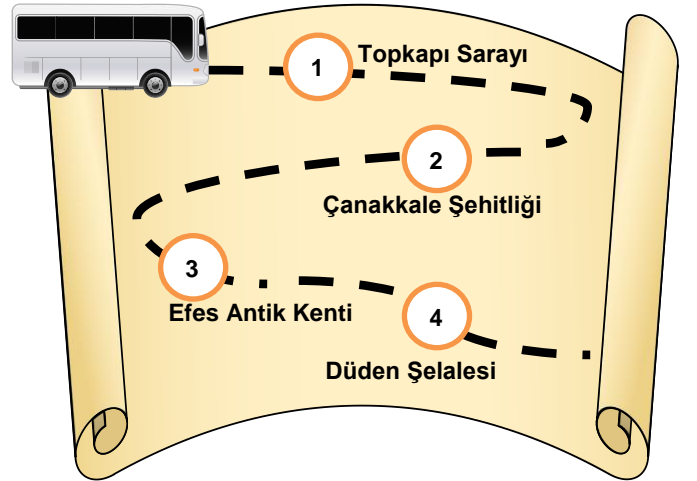 1
Topkapı Sarayı
2
Çanakkale Şehitliği
3
Efes Antik Kenti
4
Düden Şelalesi